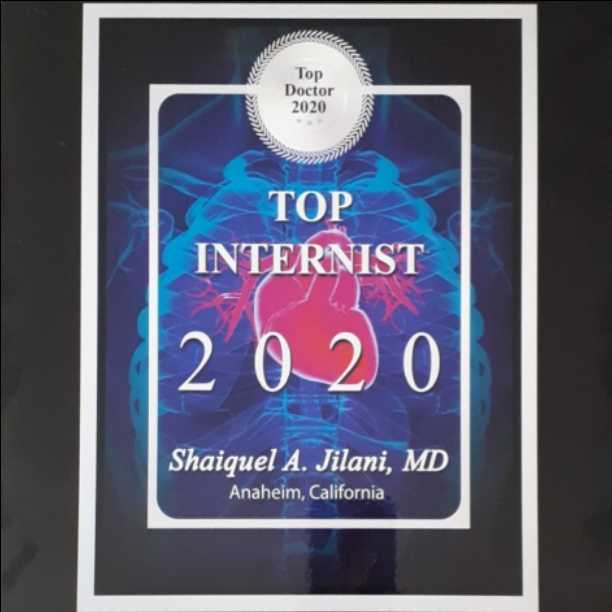 Top
Doctor
2020
TOP
INTERNIST
2020
Shaiquel A. Jilani, MD
Anaheim, California